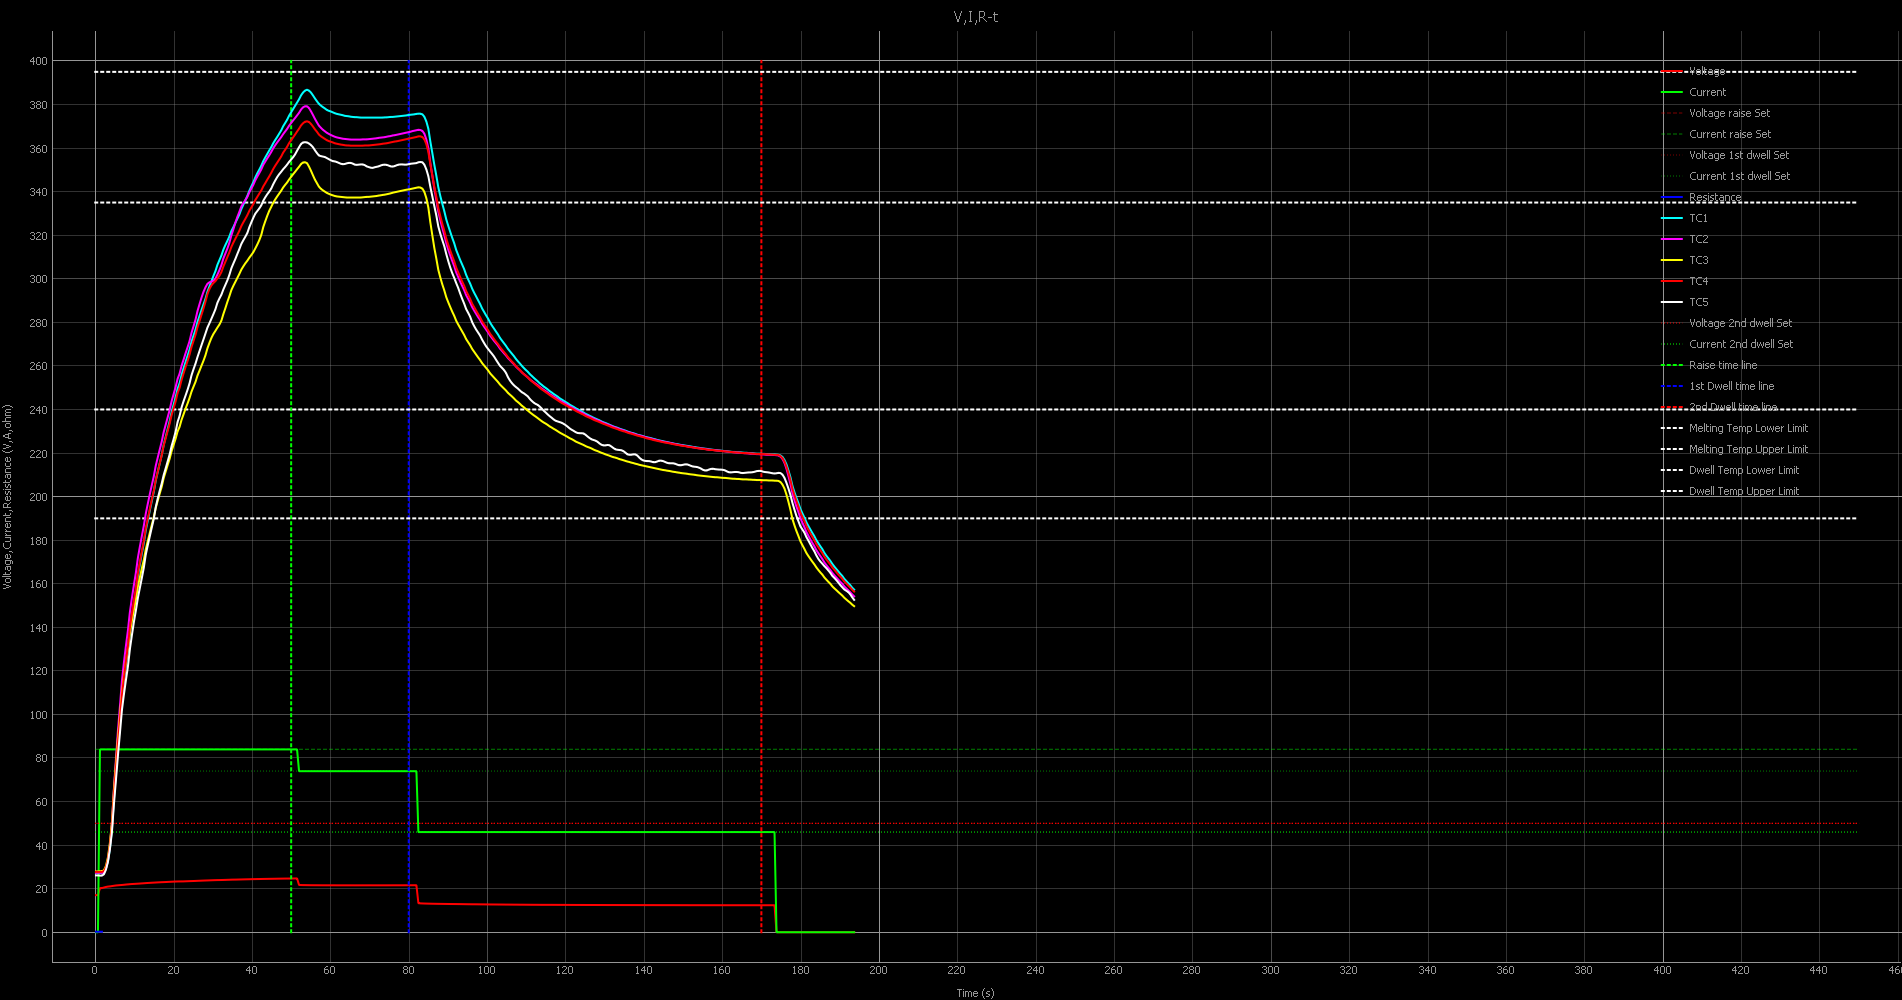 V,I,R-t
400
380
360
340
320
300
280
260
240
220
200
180
160
140
120
100
80
60
40
20
0
Voltage,Current,Resistance (V,A,ohm)
Voltage
Current
Voltage raise Set
Current raise Set
Voltage 1st dwell Set
Current 1st dwell Set
Resistance
TC1
TC2
TC3
TC4
TC5
Voltage 2nd dwell Set
Current 2nd dwell Set
Raise time line
1st Dwell time line
2nd Dwell time line
Melting Temp Lower Limit
Melting Temp Upper Limit
Dwell Temp Lower Limit
Dwell Temp Upper Limit
0 20 40 60 80 100 120 140 160 180 200 220 240 260 280 300 320 340 360 380 400 420 440
Time (s)